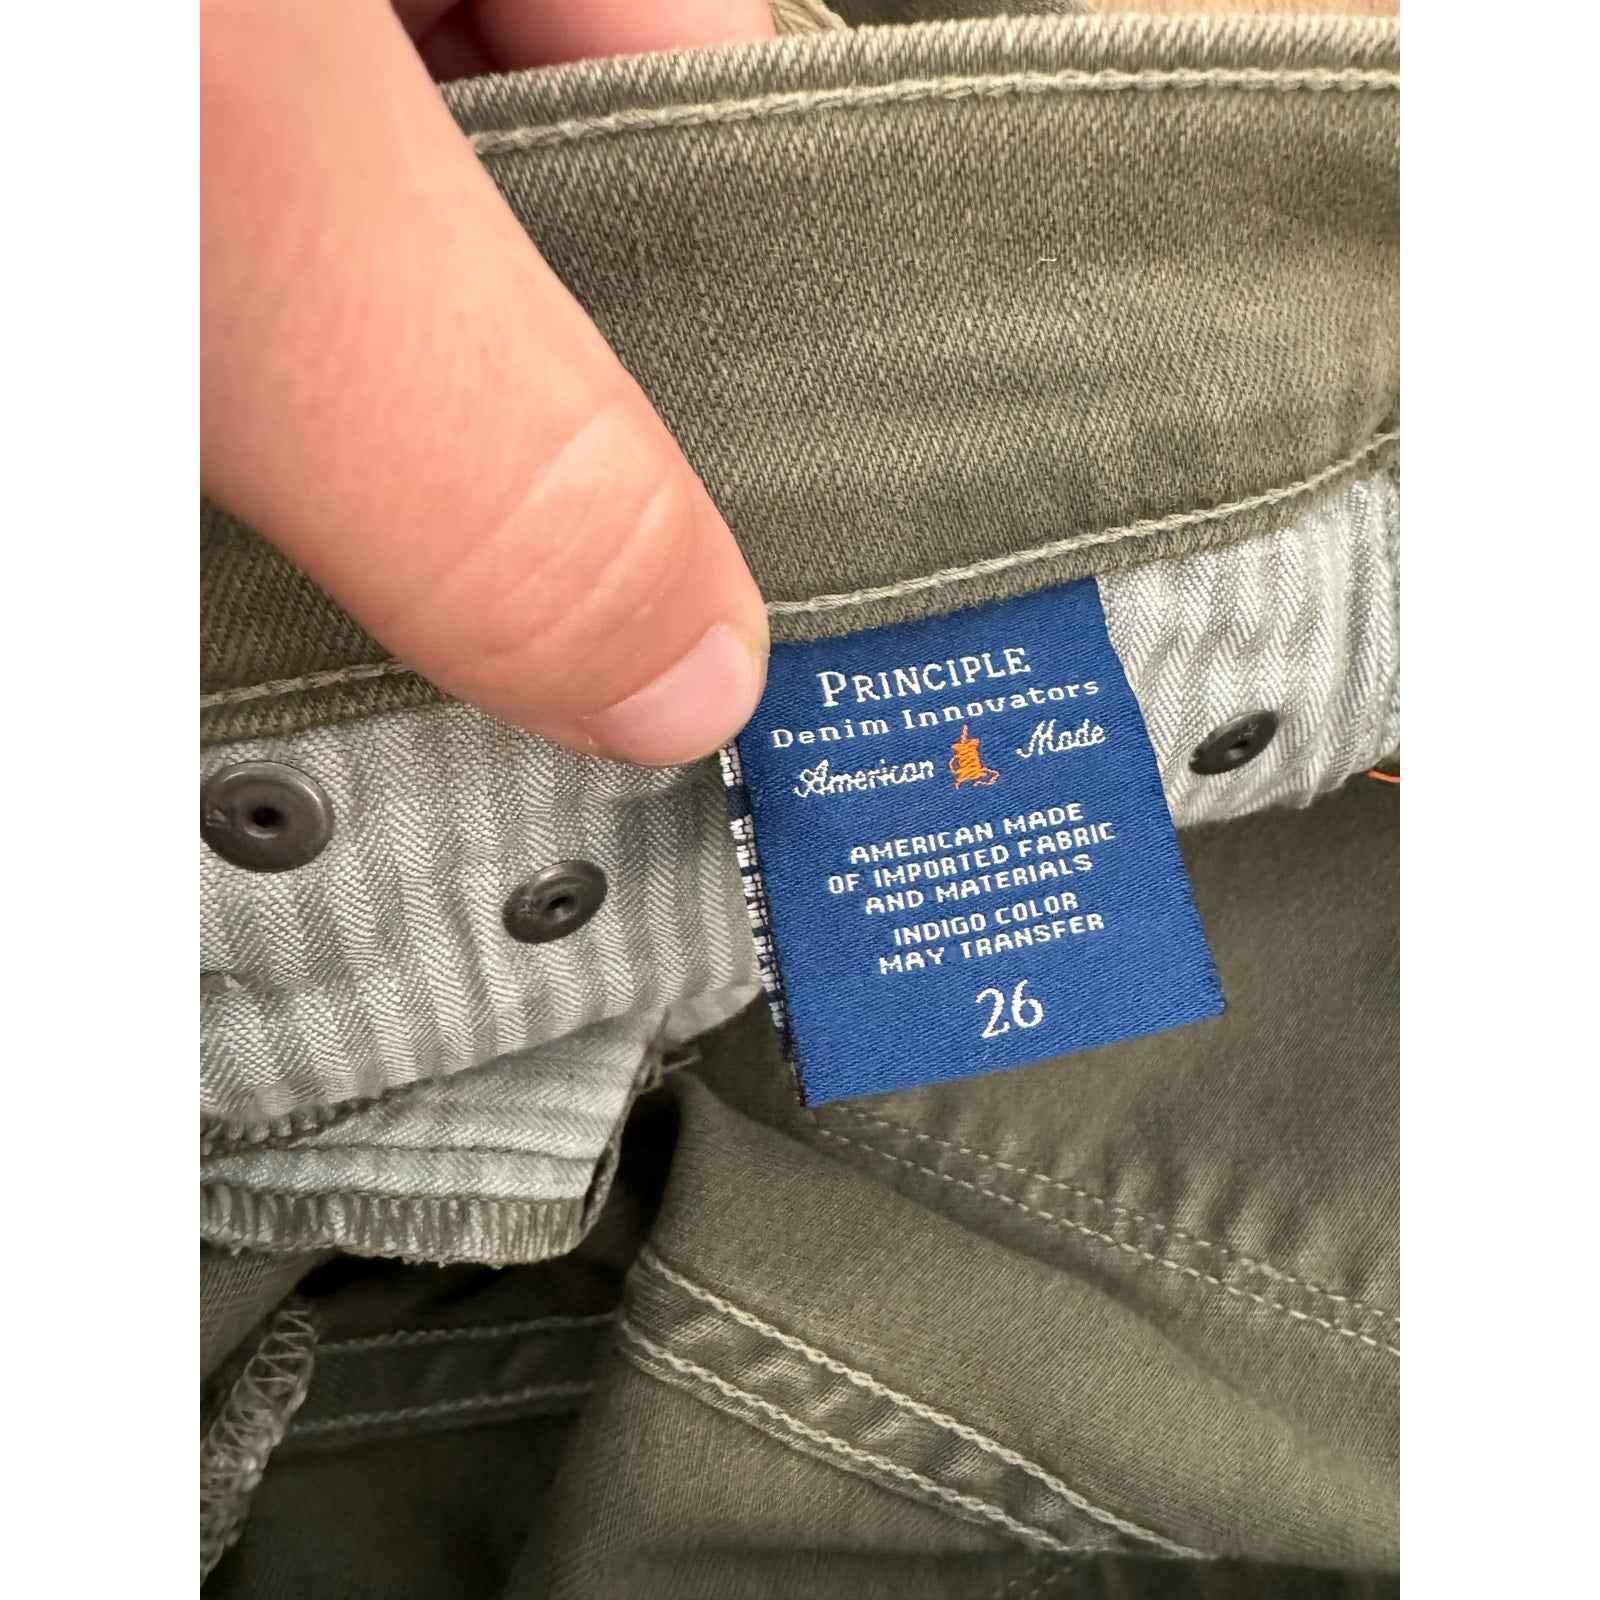 PRINCIPLE
Denim Innovators
American Made
AMERICAN MADE
OF IMPORTED FABRIC
AND MATERIALS
INDIGO COLOR
MAY TRANSFER
26